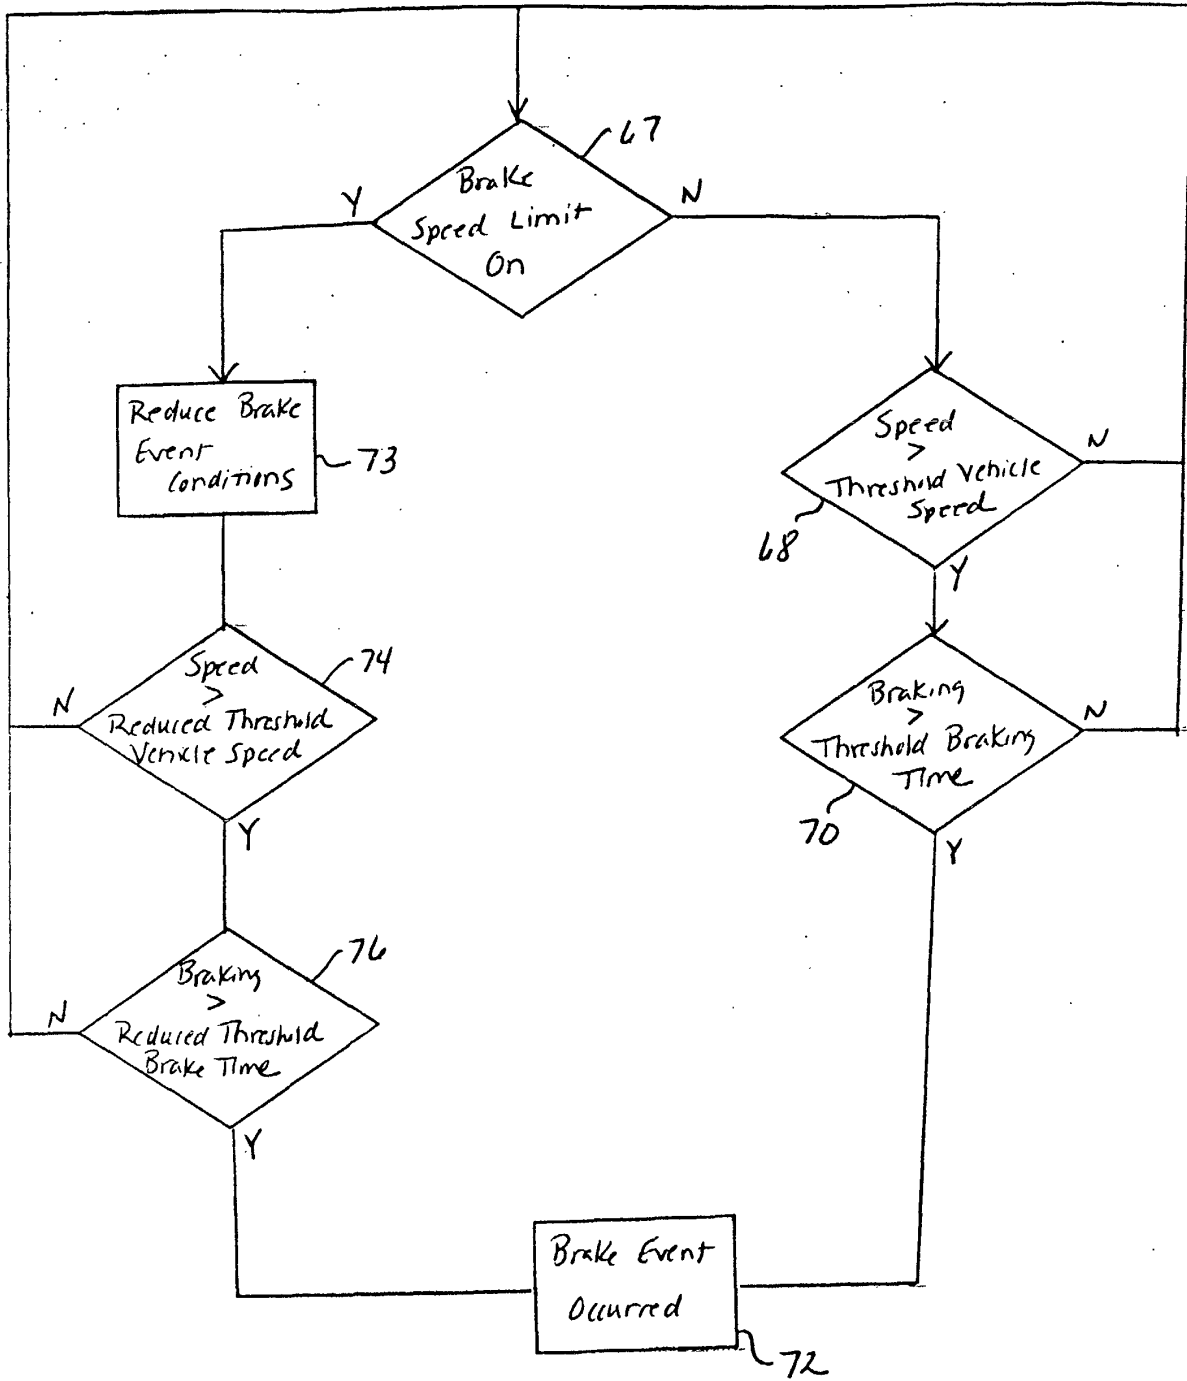 67
Brake
Speed Limit
On
Y
N
Reduce Brake
Event
Conditions
73
Speed
>
Threshold Vehicle
Speed
N
68
Y
Speed
>
Reduced Threshold
Vehicle Speed
74
N
Y
Braking
>
Threshold Braking
Time
N
70
Y
Braking
>
Reduced Threshold
Brake Time
76
N
Y
Brake Event
Occurred
72